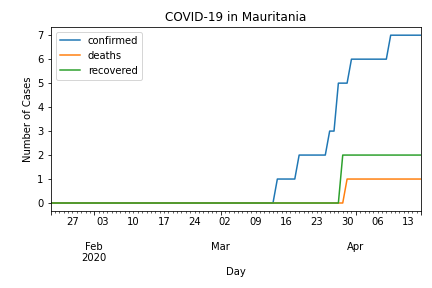 COVID-19 in Mauritania
confirmed
deaths
recovered
Number of Cases
7
6
5
4
3
2
1
0
27 03 10 17 24 02 09 16 23 30 06 13
Feb Mar Apr
2020
Day